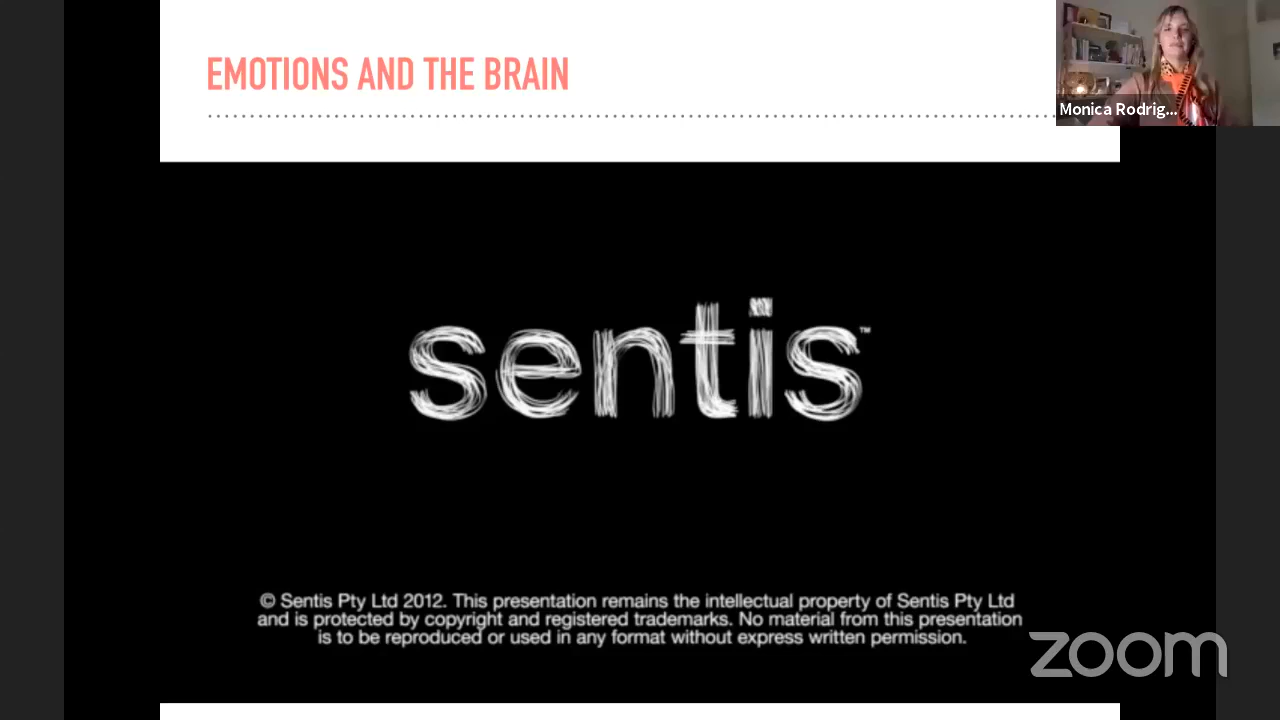 EMOTIONS AND THE BRAIN
Monica Rodrig...
sentis™
© Sentis Pty Ltd 2012. This presentation remains the intellectual property of Sentis Pty Ltd
and is protected by copyright and registered trademarks. No material from this presentation
is to be reproduced or used in any format without express written permission.
zoom